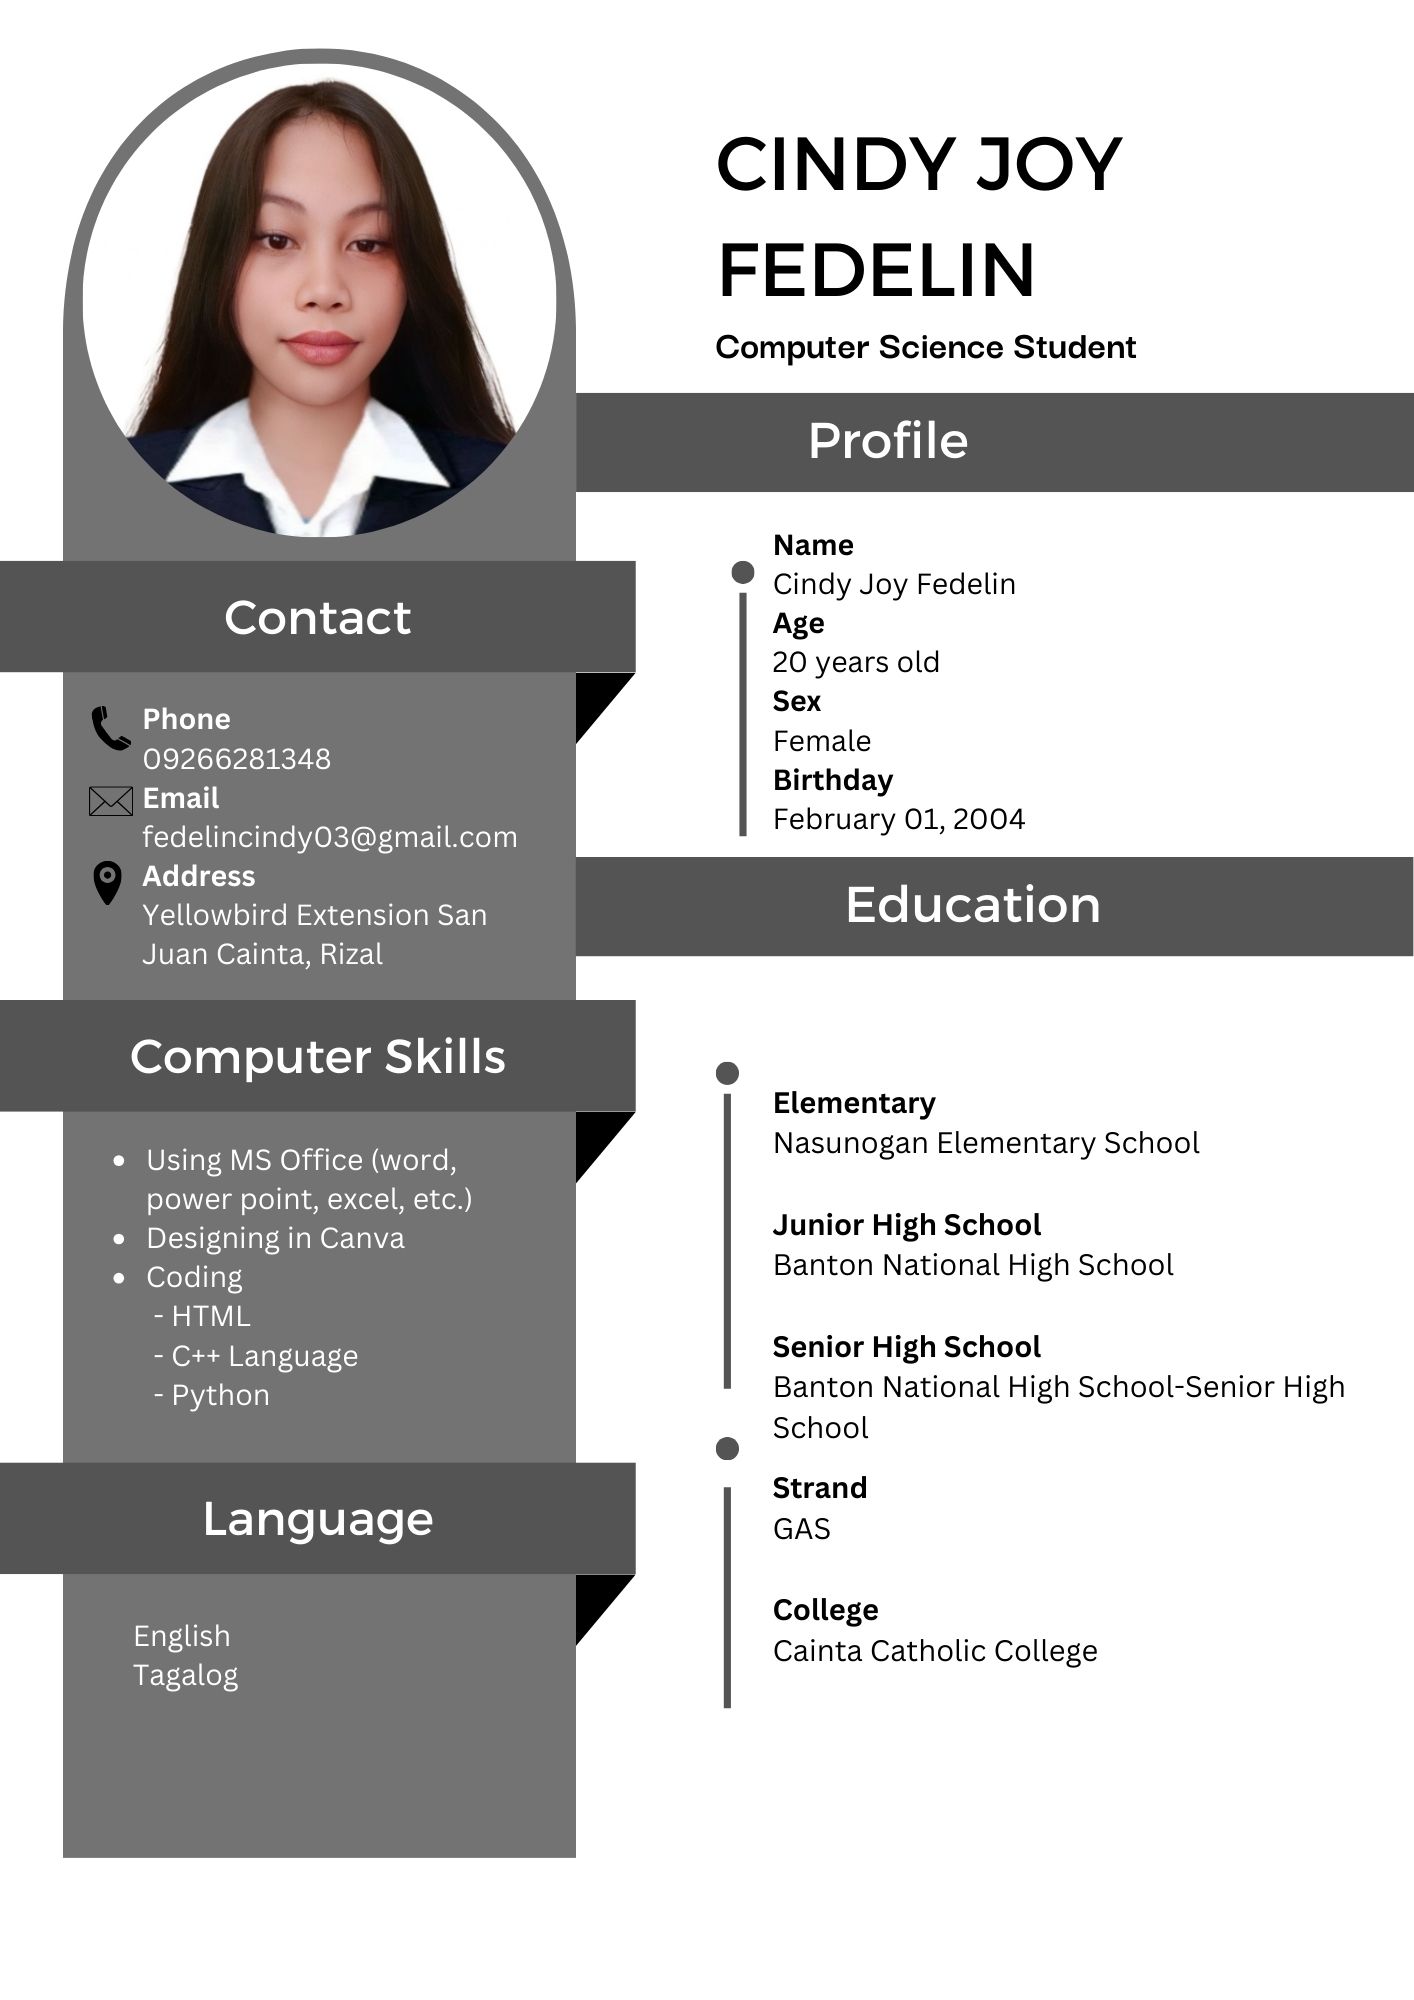 CINDY JOY
FEDELIN
Computer Science Student
Profile
Name
Cindy Joy Fedelin
Age
20 years old
Sex
Female
Birthday
February 01, 2004
Education
Elementary
Nasunogan Elementary School
Junior High School
Banton National High School
Senior High School
Banton National High School-Senior High
School
Strand
GAS
College
Cainta Catholic College
Contact
Phone
09266281348
Email
fedelincindy03@gmail.com
Address
Yellowbird Extension San
Juan Cainta, Rizal
Computer Skills
• Using MS Office (word,
power point, excel, etc.)
• Designing in Canva
• Coding
- HTML
- C++ Language
- Python
Language
English
Tagalog